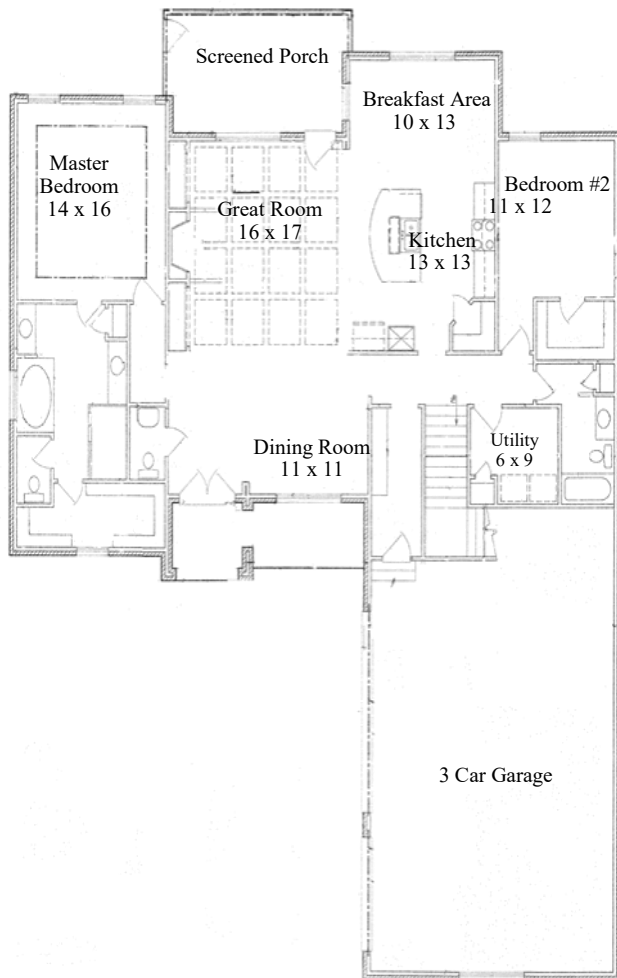 Screened Porch
Breakfast Area
10 x 13
Master
Bedroom
14 x 16
Bedroom #2
11 x 12
Great Room
16 x 17
Kitchen
13 x 13
Dining Room
11 x 11
Utility
6 x 9
3 Car Garage